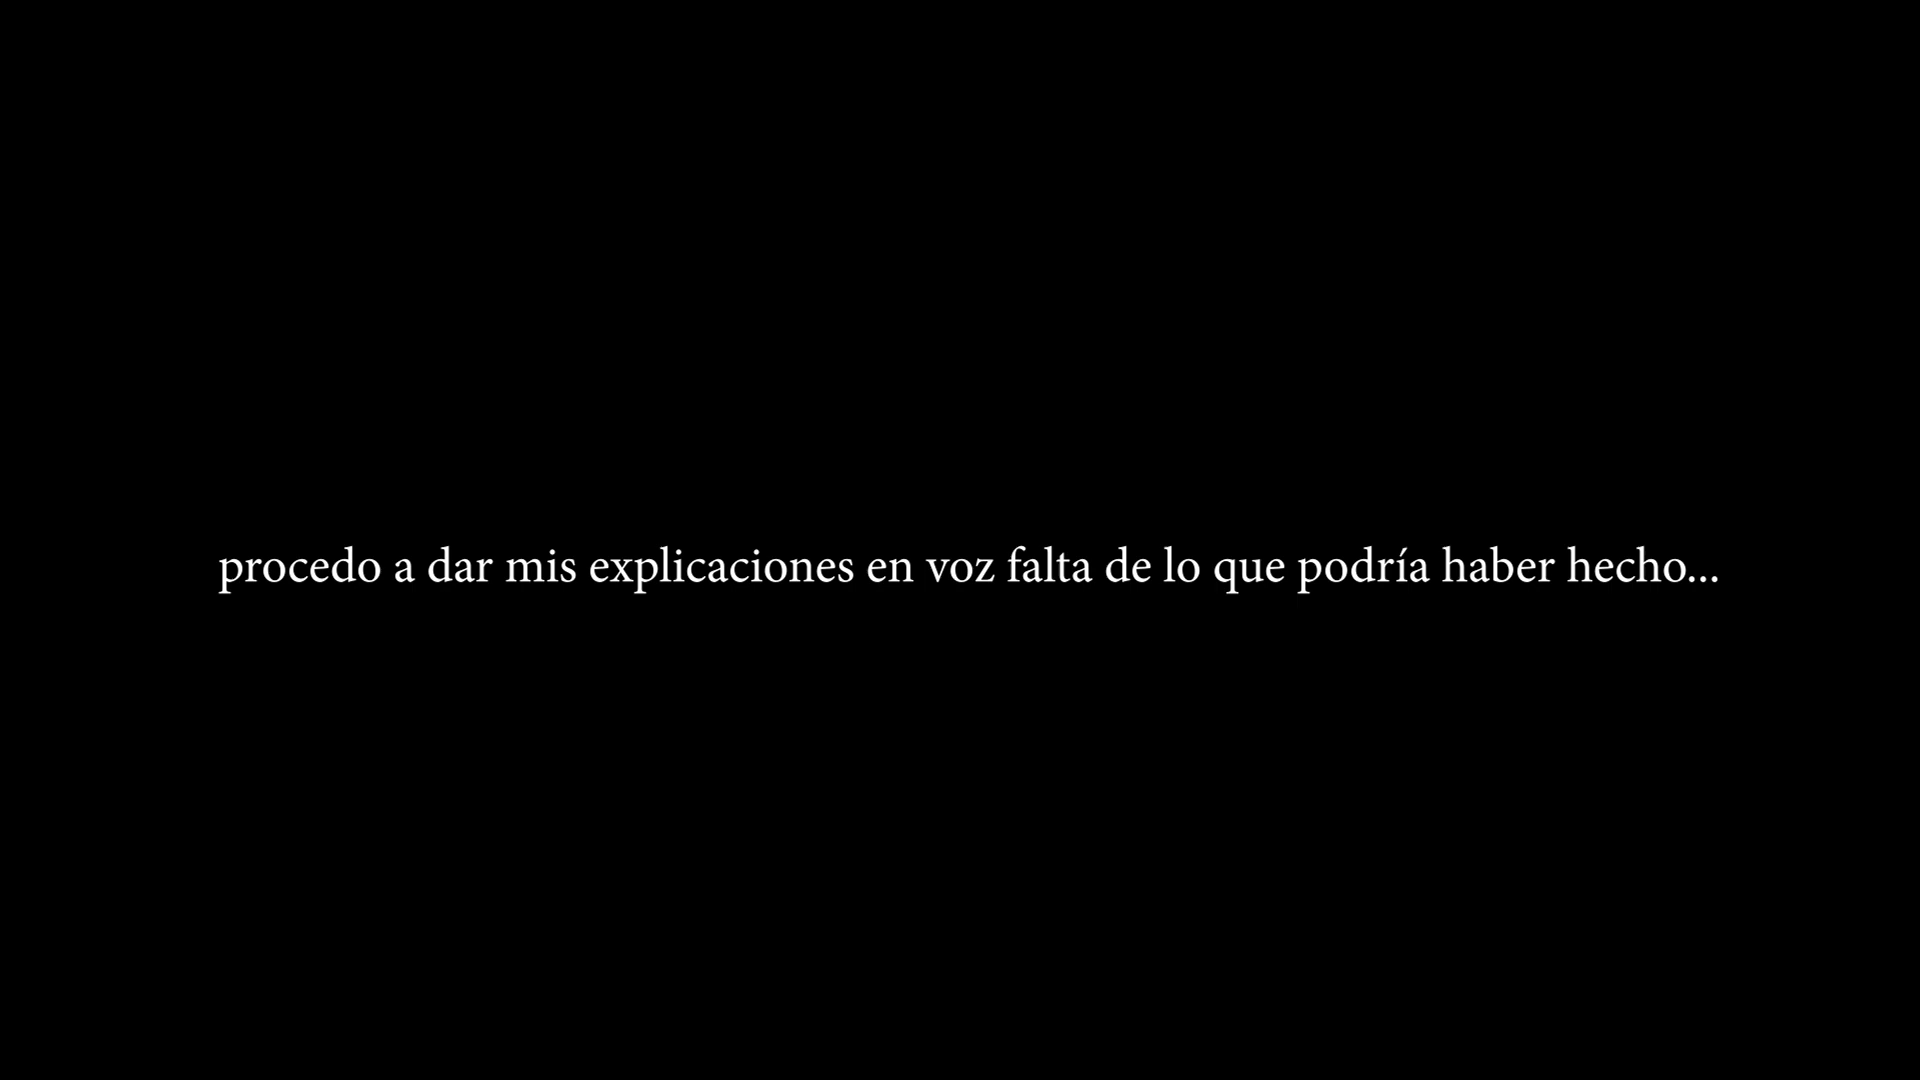 procedo a dar mis explicaciones en voz falta de lo que podría haber hecho...